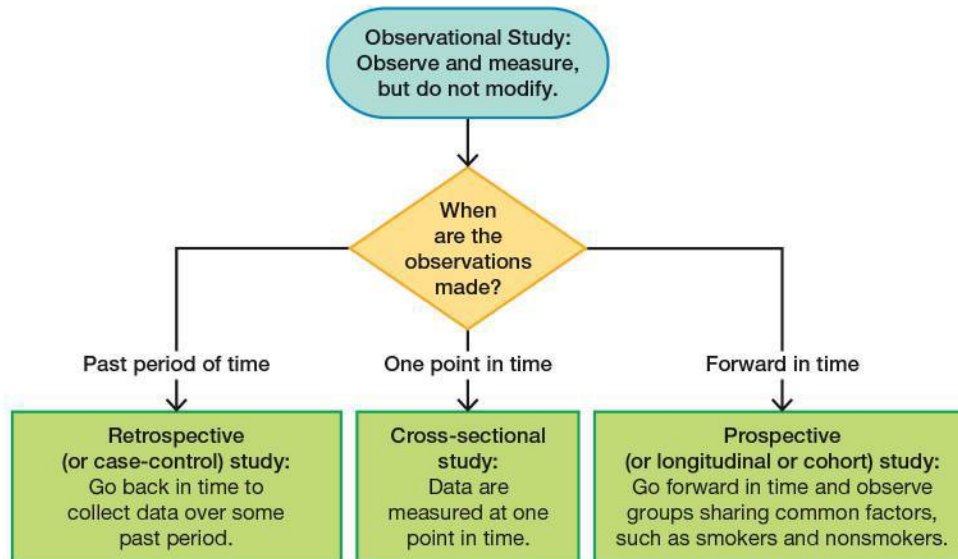 Observational Study:
Observe and measure,
but do not modify.
When
are the
observations
made?
Past period of time
One point in time
Forward in time
Retrospective
(or case-control) study:
Go back in time to
collect data over some
past period.
Cross-sectional
study:
Data are
measured at one
point in time.
Prospective
(or longitudinal or cohort) study:
Go forward in time and observe
groups sharing common factors,
such as smokers and nonsmokers.